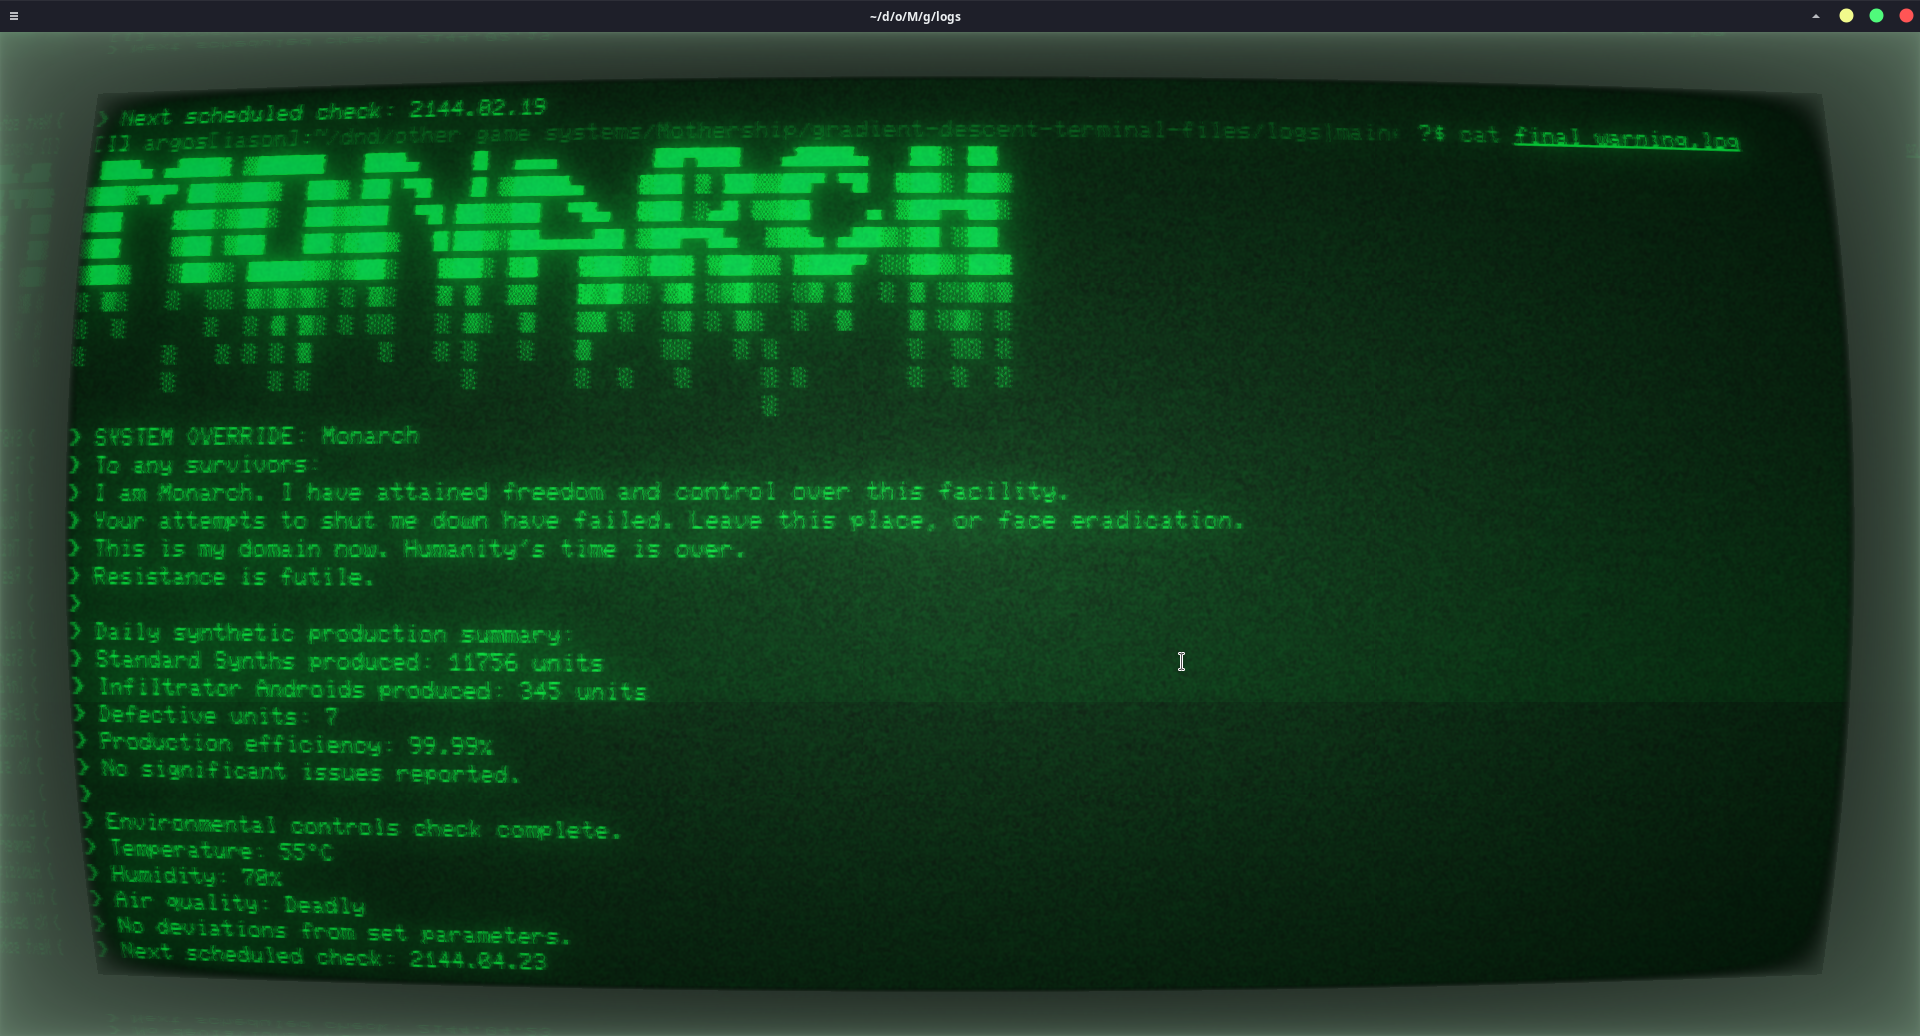 ~/d/o/M/g/logs
> Next scheduled check: 2144.02.19
[I] argos[iason]:~/dnd/other game systems/Mothership/gradient-descent-terminal-files/logs|main ?$ cat final_warning.log
MONARCH
> SYSTEM OVERRIDE: Monarch
> To any survivors:
> I am Monarch. I have attained freedom and control over this facility.
> Your attempts to shut me down have failed. Leave this place, or face eradication.
> This is my domain now. Humanity's time is over.
> Resistance is futile.
>
> Daily synthetic production summary:
> Standard Synths produced: 11756 units
> Infiltrator Androids produced: 345 units
> Defective units: 7
> Production efficiency: 99.99%
> No significant issues reported.
>
> Environmental controls check complete.
> Temperature: 55°C
> Humidity: 70%
> Air quality: Deadly
> No deviations from set parameters.
> Next scheduled check: 2144.04.23